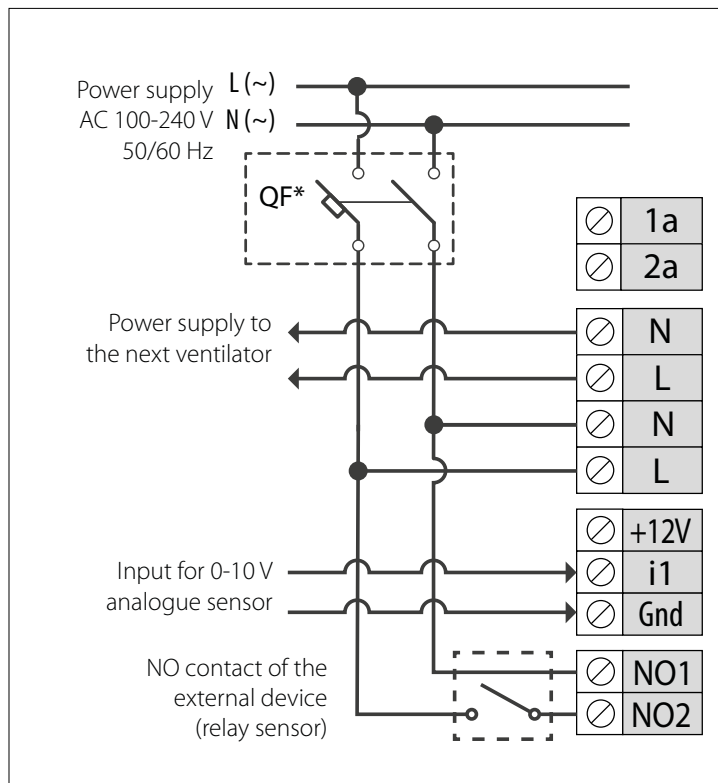 Power supply L (~)
AC 100-240 V N (~)
50/60 Hz
QF*
1a
2a
Power supply to
the next ventilator
N
L
N
L
+12V
Input for 0-10 V
analogue sensor
i1
Gnd
NO contact of the
external device
(relay sensor)
NO1
NO2